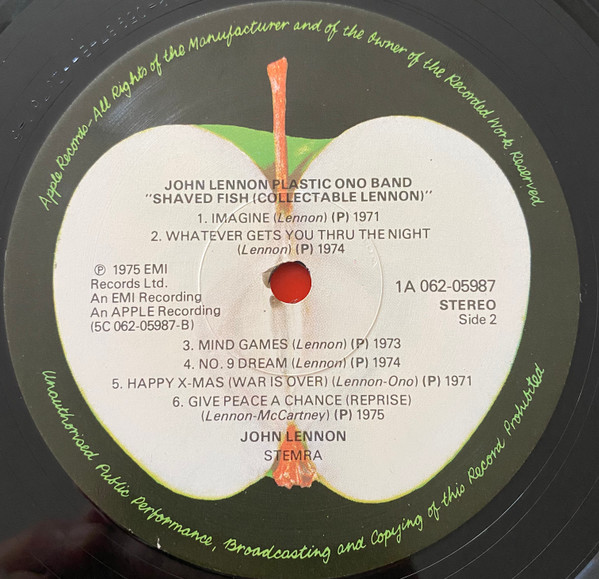 Apple Records-All Rights of the Manufacturer and of the Owner of the Recorded Work Reserved
JOHN LENNON PLASTIC ONO BAND
"SHAVED FISH (COLLECTABLE LENNON)"
1. IMAGINE (Lennon) (P) 1971
2. WHATEVER GETS YOU THRU THE NIGHT
(Lennon) (P) 1974
℗ 1975 EMI
Records Ltd.
An EMI Recording
An APPLE Recording
(5C 062-05987-B)
1A 062-05987
STEREO
Side 2
3. MIND GAMES (Lennon) (P) 1973
4. NO. 9 DREAM (Lennon) (P) 1974
5. HAPPY X-MAS (WAR IS OVER) (Lennon-Ono) (P) 1971
6. GIVE PEACE A CHANCE (REPRISE)
(Lennon-McCartney) (P) 1975
JOHN LENNON
STEMRA
Unauthorised Public Performance, Broadcasting and Copying of this Record Prohibited